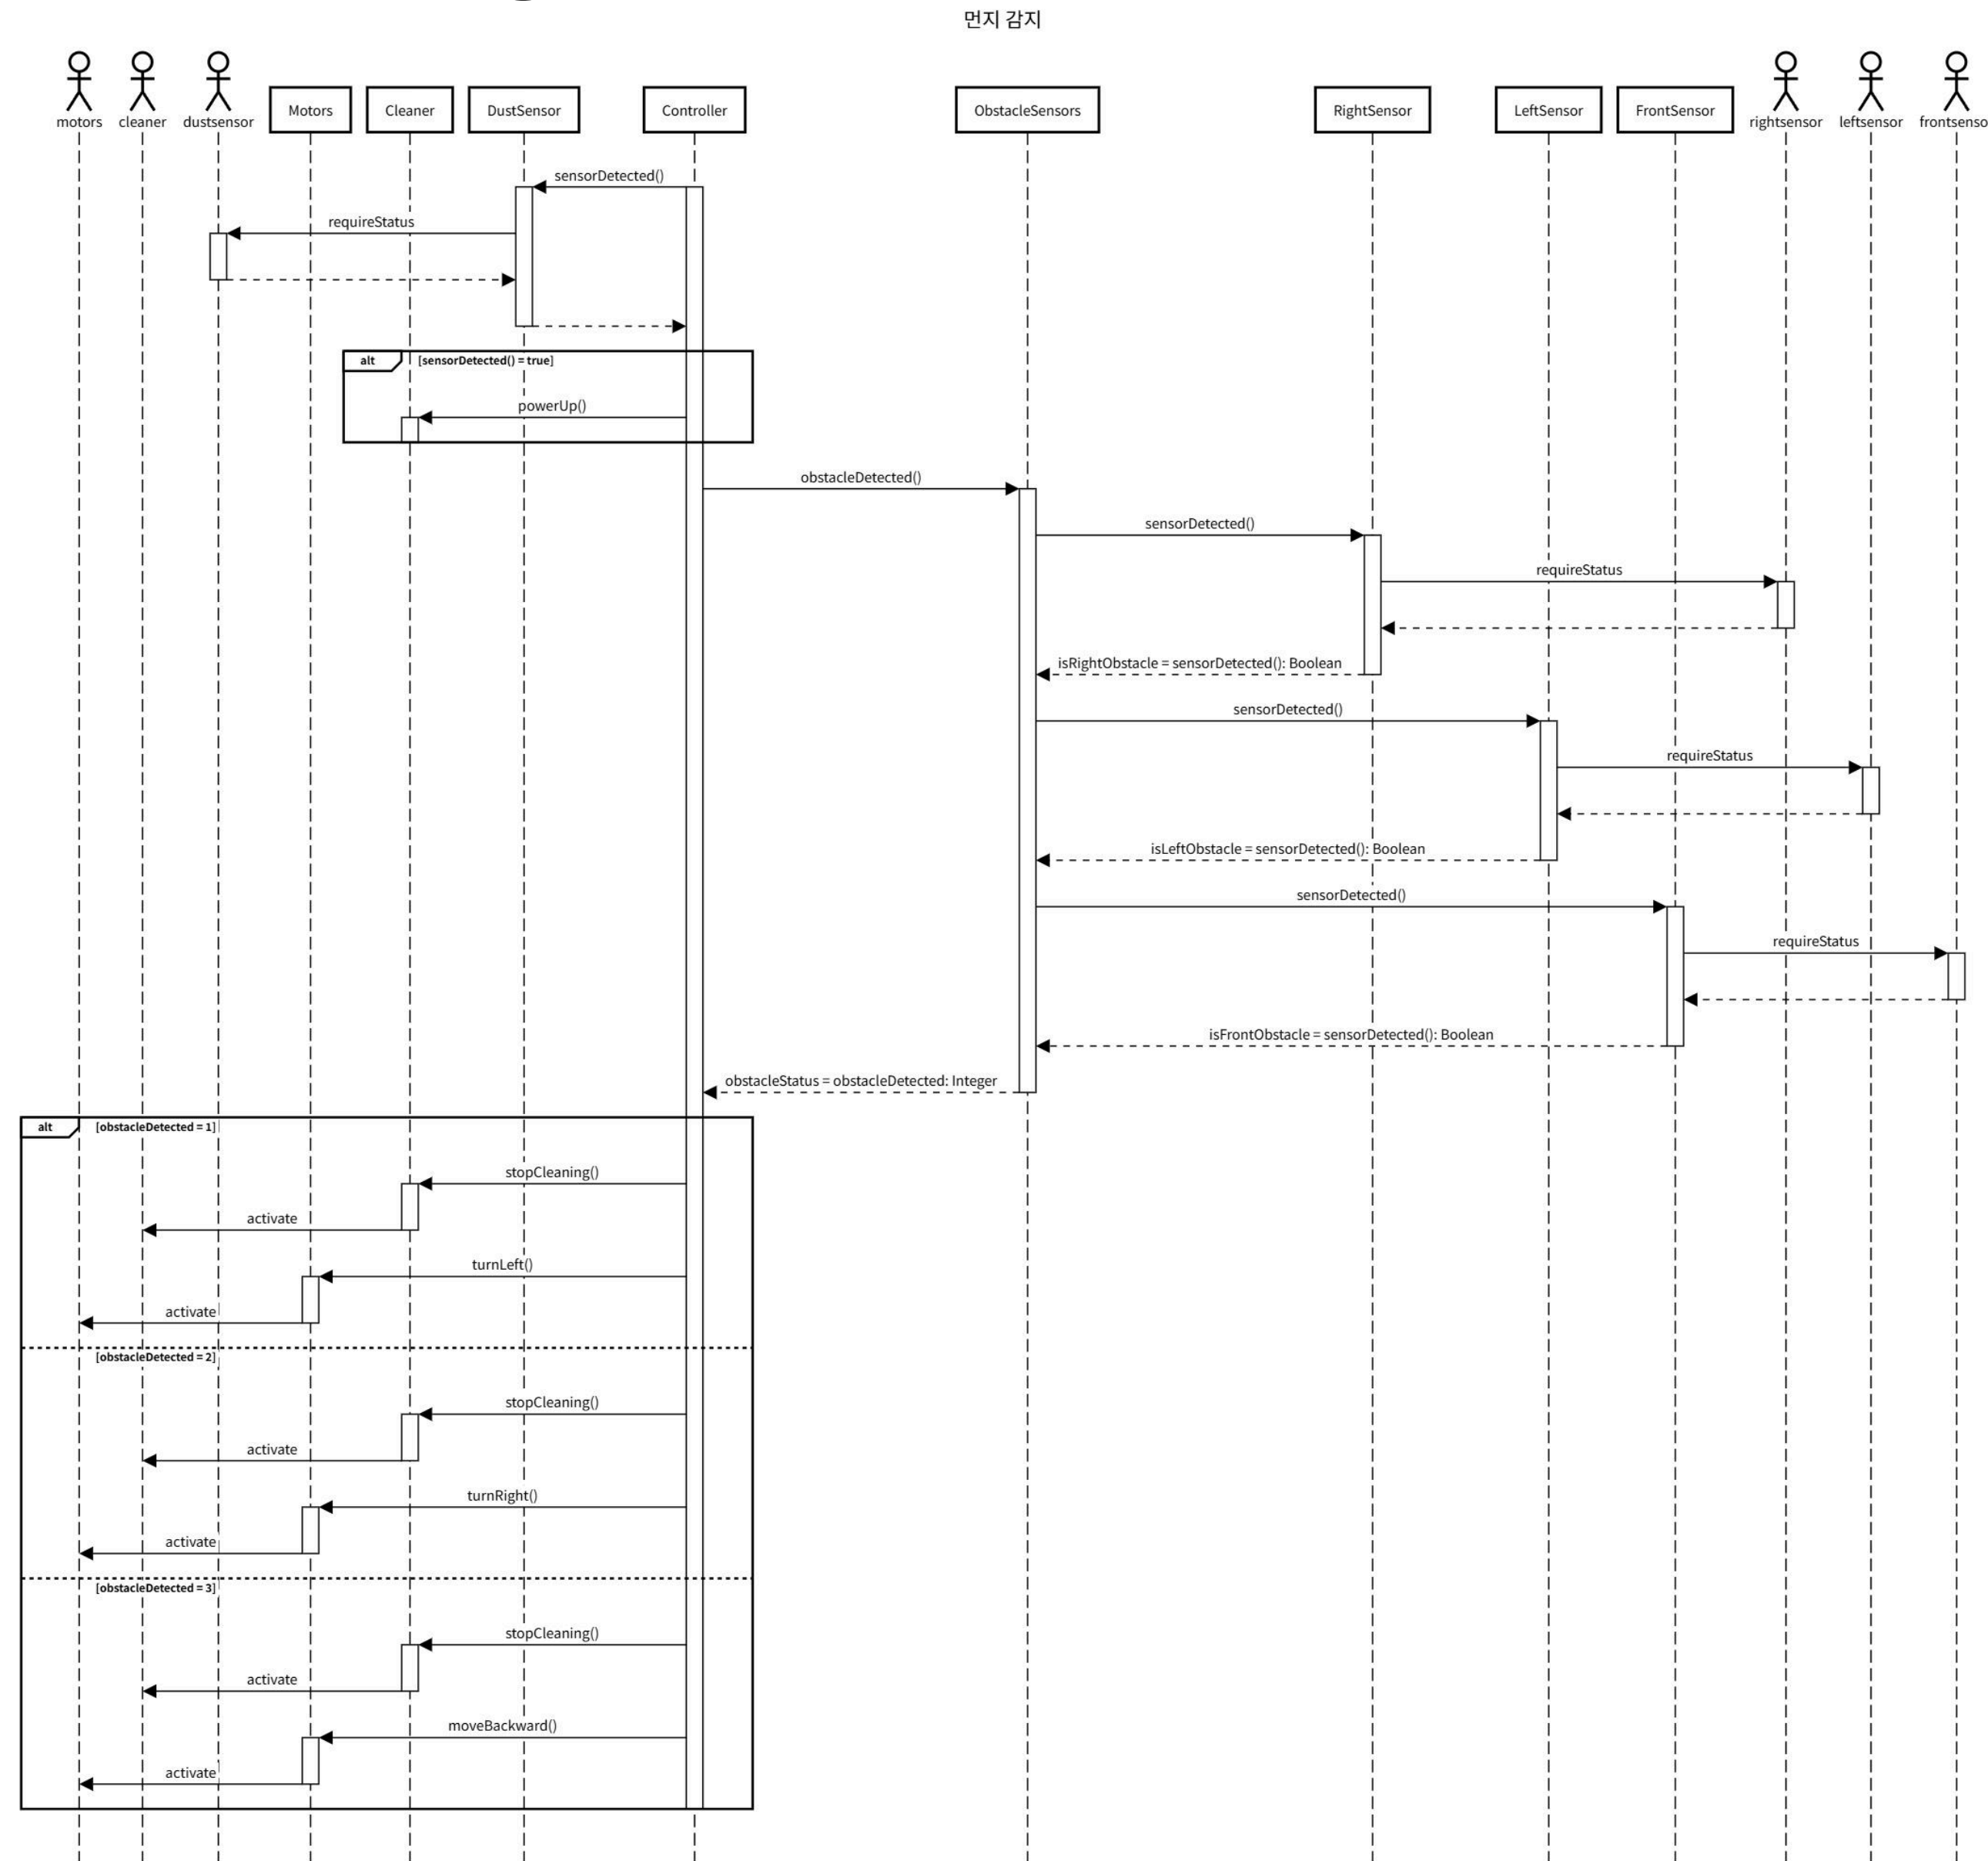 먼지 감지
motors
cleaner
dustsensor
Motors
Cleaner
DustSensor
Controller
ObstacleSensors
RightSensor
LeftSensor
FrontSensor
rightsensor
leftsensor
frontsenso
sensorDetected()
requireStatus
alt [sensorDetected() = true]
powerUp()
obstacleDetected()
sensorDetected()
requireStatus
isRightObstacle = sensorDetected(): Boolean
sensorDetected()
requireStatus
isLeftObstacle = sensorDetected(): Boolean
sensorDetected()
requireStatus
isFrontObstacle = sensorDetected(): Boolean
obstacleStatus = obstacleDetected: Integer
alt [obstacleDetected = 1]
stopCleaning()
activate
turnLeft()
activate
[obstacleDetected = 2]
stopCleaning()
activate
turnRight()
activate
[obstacleDetected = 3]
stopCleaning()
activate
moveBackward()
activate